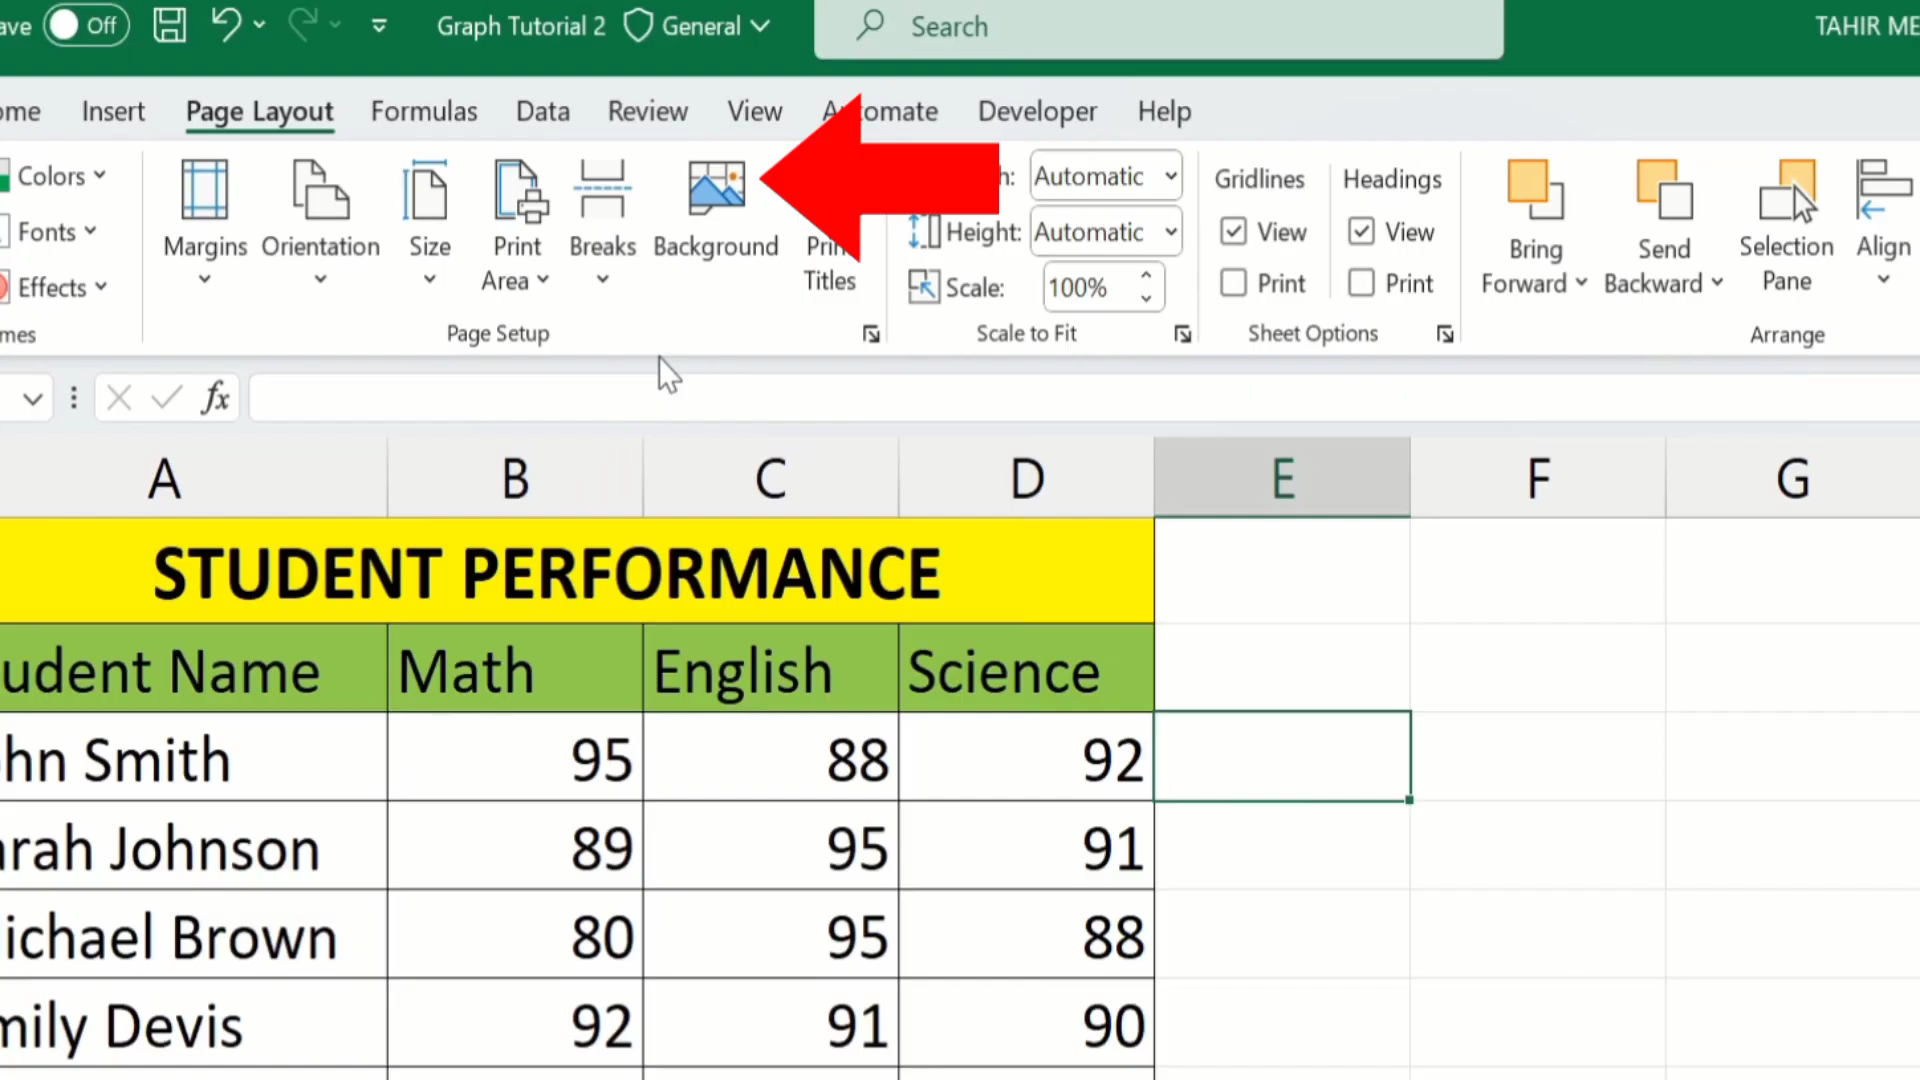 ave Off Graph Tutorial 2 General Search TAHIR ME
ome Insert Page Layout Formulas Data Review View Automate Developer Help
Colors Fonts Effects
mes
Margins Orientation Size Print Area Breaks Background Print Titles
Page Setup
h: Automatic
Height: Automatic
Scale: 100%
Scale to Fit
Gridlines Headings
View View
Print Print
Sheet Options
Bring Forward Send Backward Selection Pane Align
Arrange
fx
A B C D E F G
STUDENT PERFORMANCE
udent Name Math English Science
hn Smith 95 88 92
arah Johnson 89 95 91
ichael Brown 80 95 88
mily Devis 92 91 90